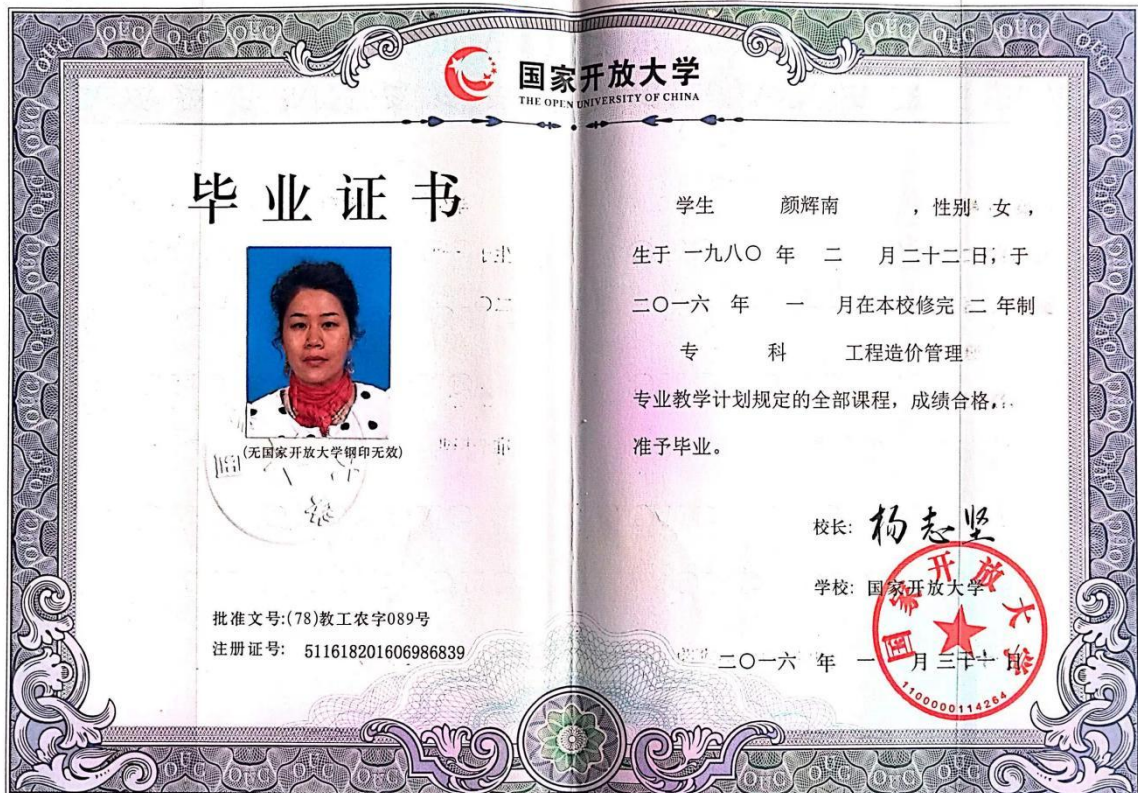 国家开放大学
THE OPEN UNIVERSITY OF CHINA
毕业证书
(无国家开放大学钢印无效)
批准文号:(78)教工农字089号
注册证号: 511618201606986839
学生 颜辉南 ,性别 女,
生于 一九八〇 年 二 月二十二日,于
二〇一六 年 一 月在本校修完 二 年制
专 科 工程造价管理
专业教学计划规定的全部课程,成绩合格,
准予毕业。
校长: 杨志坚
学校: 国家开放大学
二〇一六 年 一 月三十一日
国家开放大学
1100000114264